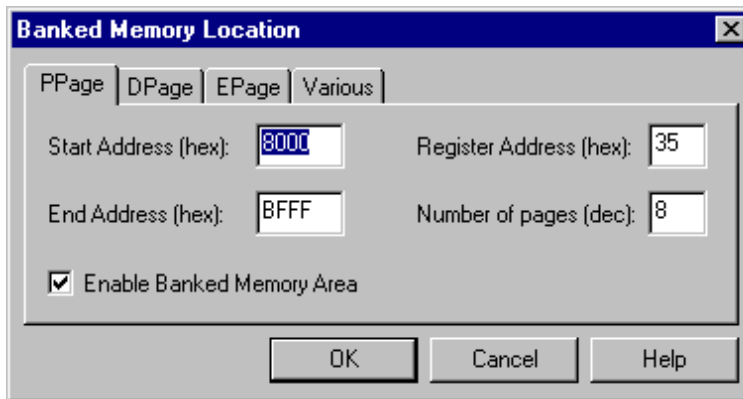 Banked Memory Location
PPage DPage EPage Various
Start Address (hex): 8000 Register Address (hex): 35
End Address (hex): BFFF Number of pages (dec): 8
Enable Banked Memory Area
OK Cancel Help